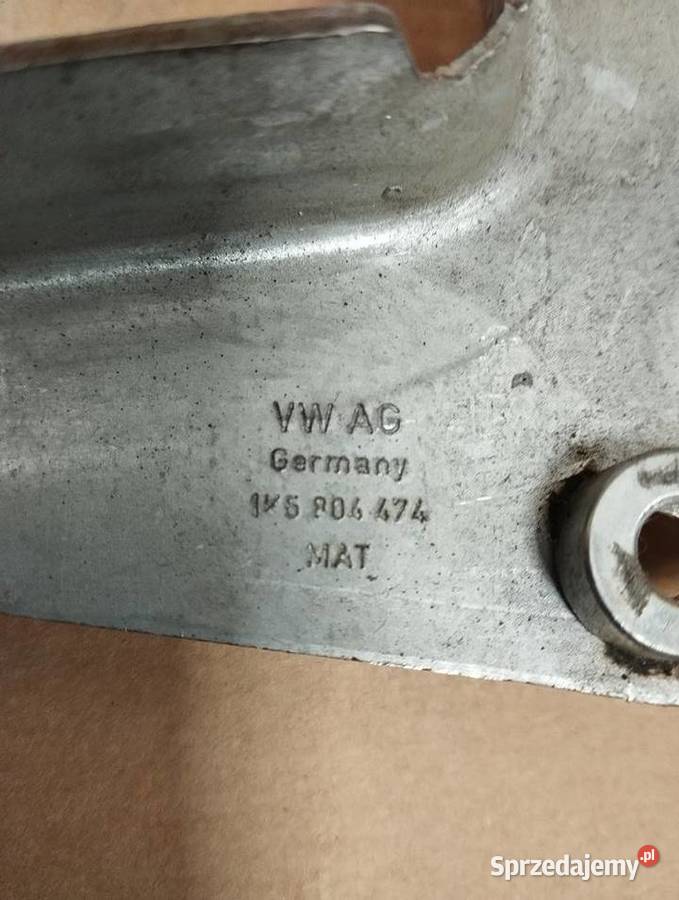 VW AG
Germany
1K5 804 474
MAT
Sprzedajemy.pl